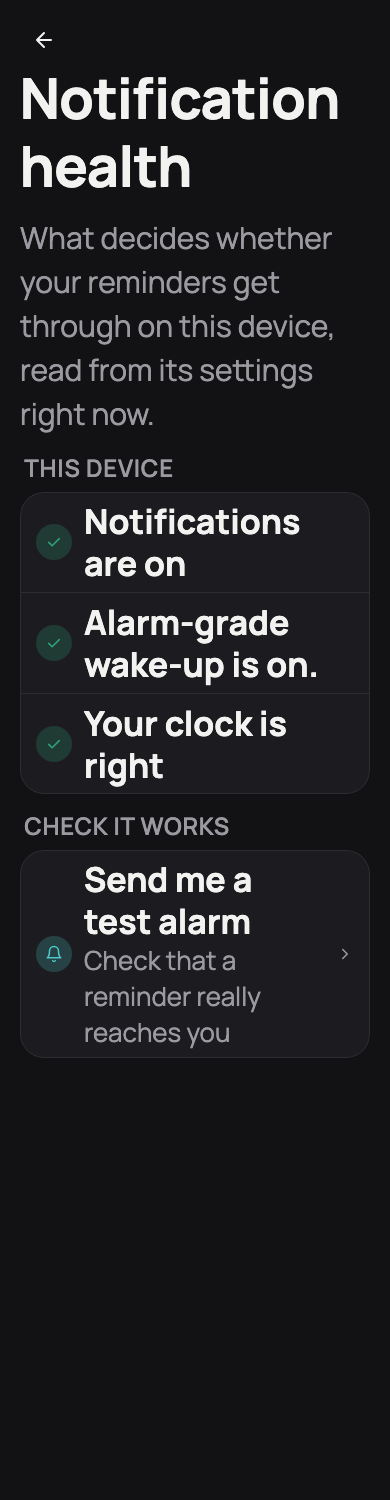 Notification
health
What decides whether
your reminders get
through on this device,
read from its settings
right now.
THIS DEVICE
Notifications
are on
Alarm-grade
wake-up is on.
Your clock is
right
CHECK IT WORKS
Send me a
test alarm
Check that a
reminder really
reaches you